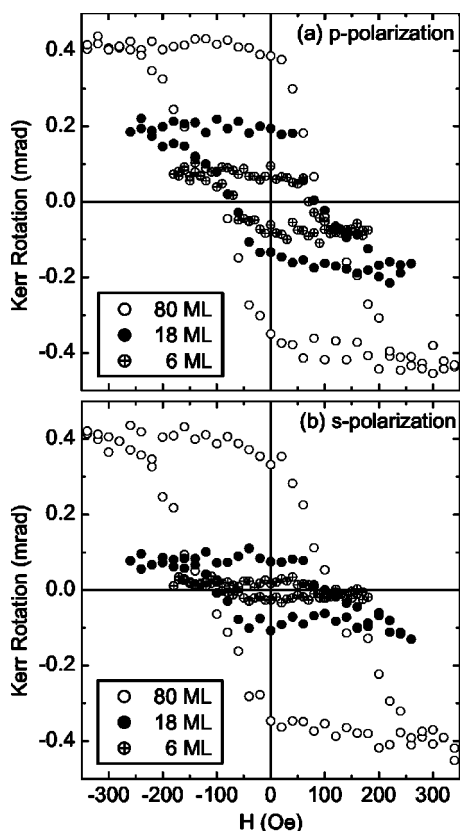 (a) p-polarization
Kerr Rotation (mrad)
0.4
0.2
0.0
-0.2
-0.4
80 ML
18 ML
6 ML
(b) s-polarization
Kerr Rotation (mrad)
0.4
0.2
0.0
-0.2
-0.4
80 ML
18 ML
6 ML
-300 -200 -100 0 100 200 300
H (Oe)